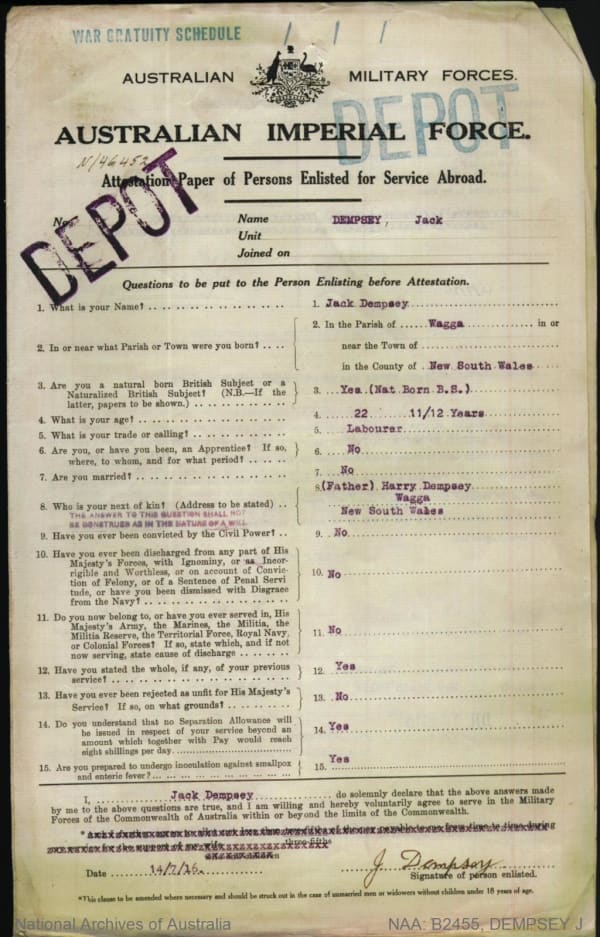 WAR GRATUITY SCHEDULE
AUSTRALIAN MILITARY FORCES.
DEPOT
AUSTRALIAN IMPERIAL FORCE.
N/46452
Attestation Paper of Persons Enlisted for Service Abroad.
DEPOT
No.
Name DEMPSEY, Jack
Unit
Joined on
Questions to be put to the Person Enlisting before Attestation.
1. What is your Name? 1. Jack Dempsey
2. In or near what Parish or Town were you born? 2. In the Parish of Wagga in or
near the Town of
in the County of New South Wales
3. Are you a natural born British Subject or a
Naturalized British Subject? (N.B.—If the
latter, papers to be shown.) 3. Yes.(Nat Born B.S.)
4. What is your age? 4. 22 11/12 Years
5. What is your trade or calling? 5. Labourer
6. Are you, or have you been, an Apprentice? If so,
where, to whom, and for what period? 6. No
7. Are you married? 7. No
8. Who is your next of kin? (Address to be stated) 8. (Father) Harry Dempsey
Wagga
New South Wales
THE ANSWER TO THIS QUESTION SHALL NOT
BE CONSTRUED AS IN THE NATURE OF A WILL.
9. Have you ever been convicted by the Civil Power? 9. No
10. Have you ever been discharged from any part of His
Majesty's Forces, with Ignominy, or as Incor-
rigible and Worthless, or on account of Convic-
tion of Felony, or of a Sentence of Penal Servi
tude, or have you been dismissed with Disgrace
from the Navy? 10. No
11. Do you now belong to, or have you ever served in, His
Majesty's Army, the Marines, the Militia, the
Militia Reserve, the Territorial Force, Royal Navy,
or Colonial Forces? If so, state which, and if not
now serving, state cause of discharge 11. No
12. Have you stated the whole, if any, of your previous
service? 12. Yes
13. Have you ever been rejected as unfit for His Majesty's
Service? If so, on what grounds? 13. No
14. Do you understand that no Separation Allowance will
be issued in respect of your service beyond an
amount which together with Pay would reach
eight shillings per day. 14. Yes
15. Are you prepared to undergo inoculation against smallpox
and enteric fever? 15. Yes
I, Jack Dempsey do solemnly declare that the above answers made
by me to the above questions are true, and I am willing and hereby voluntarily agree to serve in the Military
Forces of the Commonwealth of Australia within or beyond the limits of the Commonwealth.
three-fifths
Date J. Dempsey
Signature of person enlisted.
*This clause to be amended where necessary and should be struck out in the case of unmarried men or widowers without children under 18 years of age.
National Archives of Australia NAA: B2455, DEMPSEY J